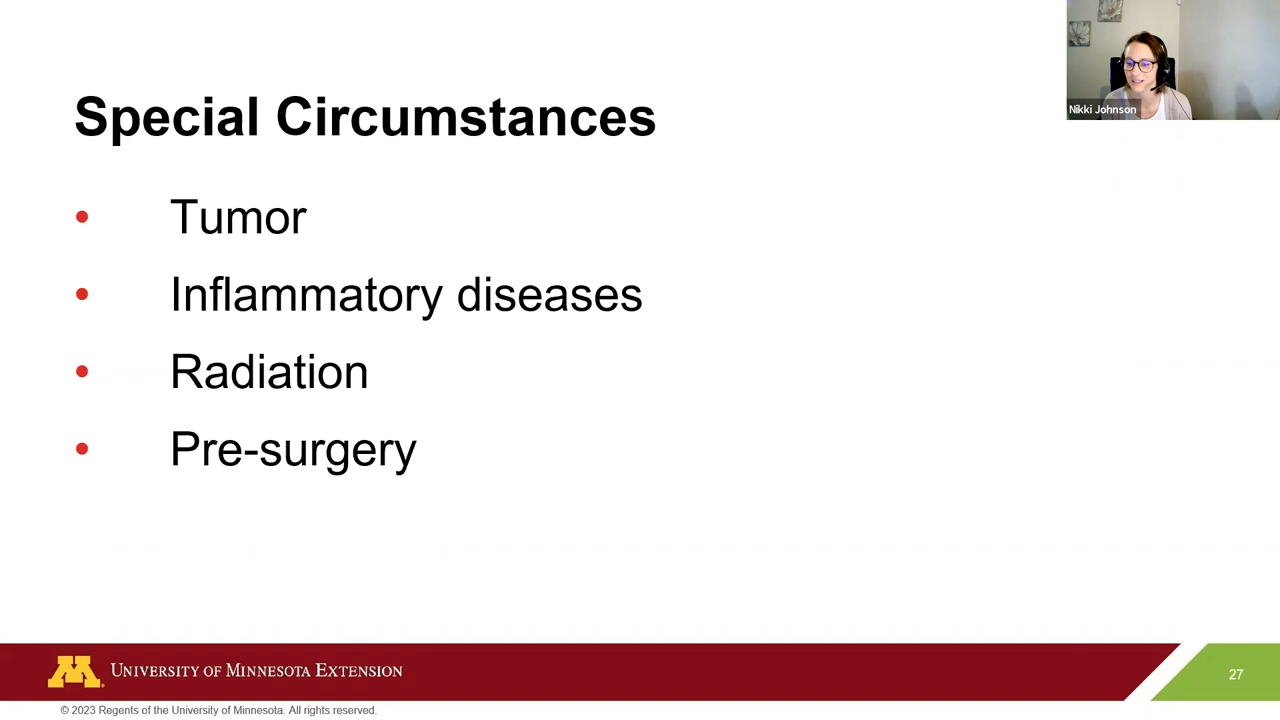 Nikki Johnson
Special Circumstances
• Tumor
• Inflammatory diseases
• Radiation
• Pre-surgery
M UNIVERSITY OF MINNESOTA EXTENSION
27
© 2023 Regents of the University of Minnesota. All rights reserved.